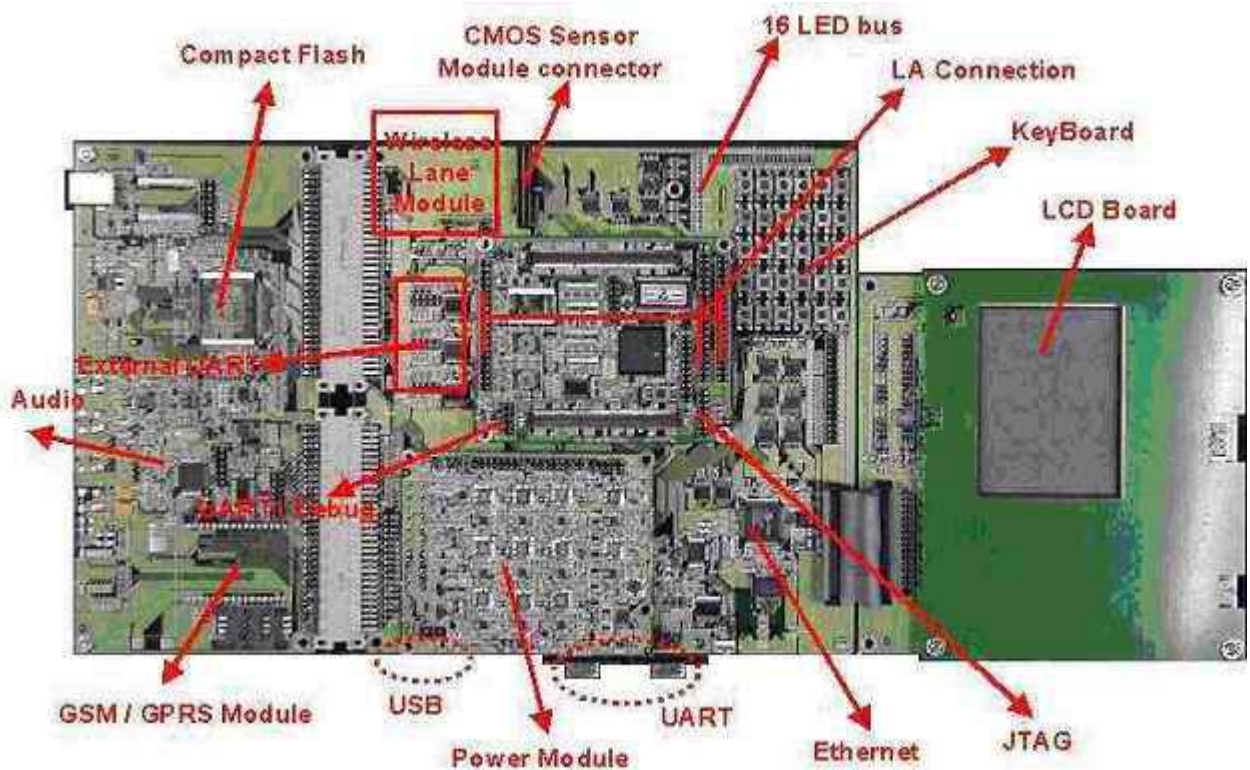 16 LED bus
CMOS Sensor
Module connector
Compact Flash
LA Connection
KeyBoard
Wireless
Lane
Module
LCD Board
External UART
Audio
Debug
GSM / GPRS Module
USB
UART
Power Module
Ethernet
JTAG